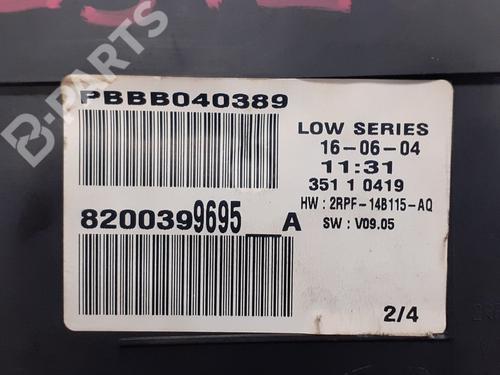 B-PARTS
PBBB040389
8200399695__A
LOW SERIES
16-06-04
11:31
351 1 0419
HW : 2RPF-14B115-AQ
SW : V09.05
2/4